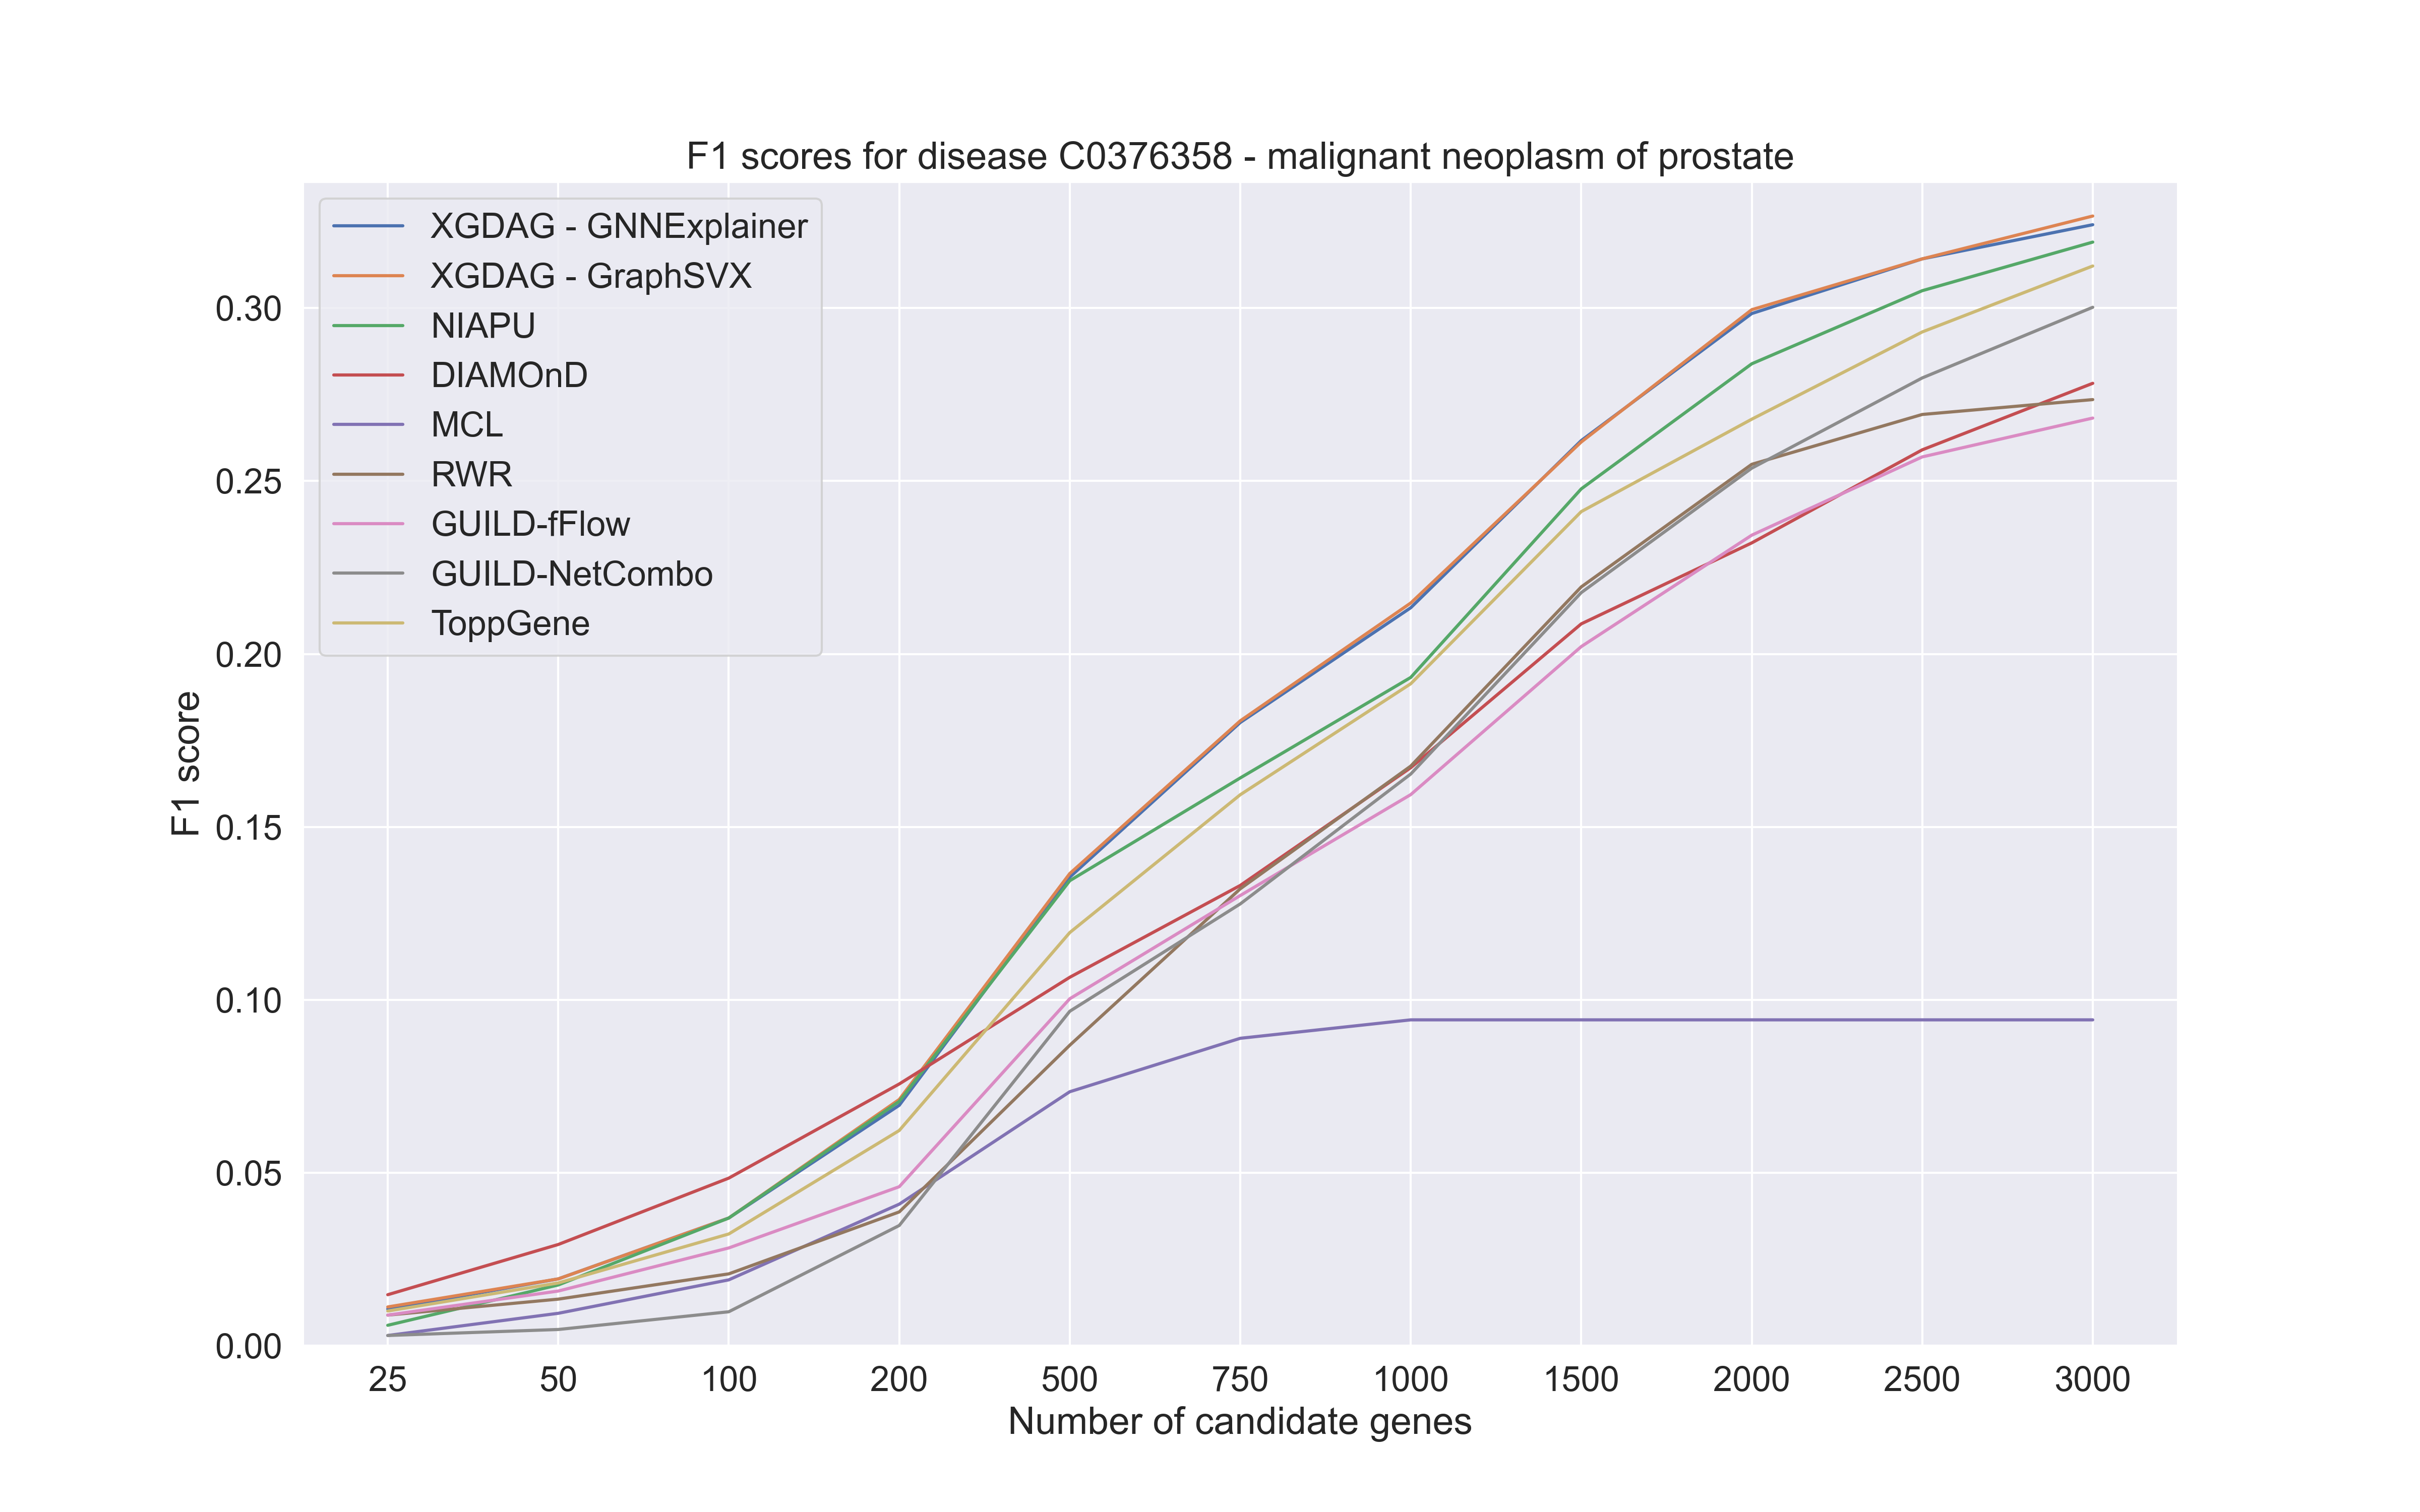 F1 scores for disease C0376358 - malignant neoplasm of prostate
XGDAG - GNNExplainer
XGDAG - GraphSVX
NIAPU
DIAMOnD
MCL
RWR
GUILD-fFlow
GUILD-NetCombo
ToppGene
F1 score
0.30
0.25
0.20
0.15
0.10
0.05
0.00
25 50 100 200 500 750 1000 1500 2000 2500 3000
Number of candidate genes